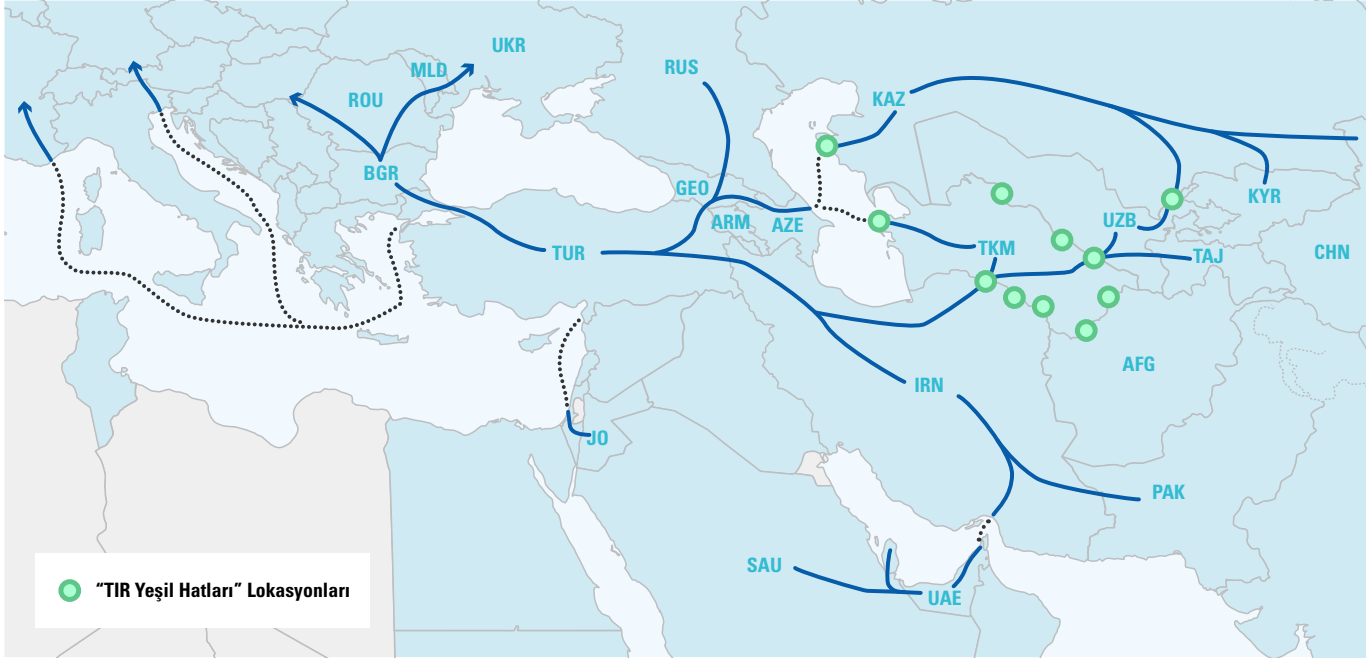 UKR
MLD
RUS
ROU
KAZ
BGR
GEO
KYR
ARM
AZE
UZB
TUR
TKM
TAJ
CHN
AFG
IRN
JO
PAK
SAU
UAE
“TIR Yeşil Hatları” Lokasyonları